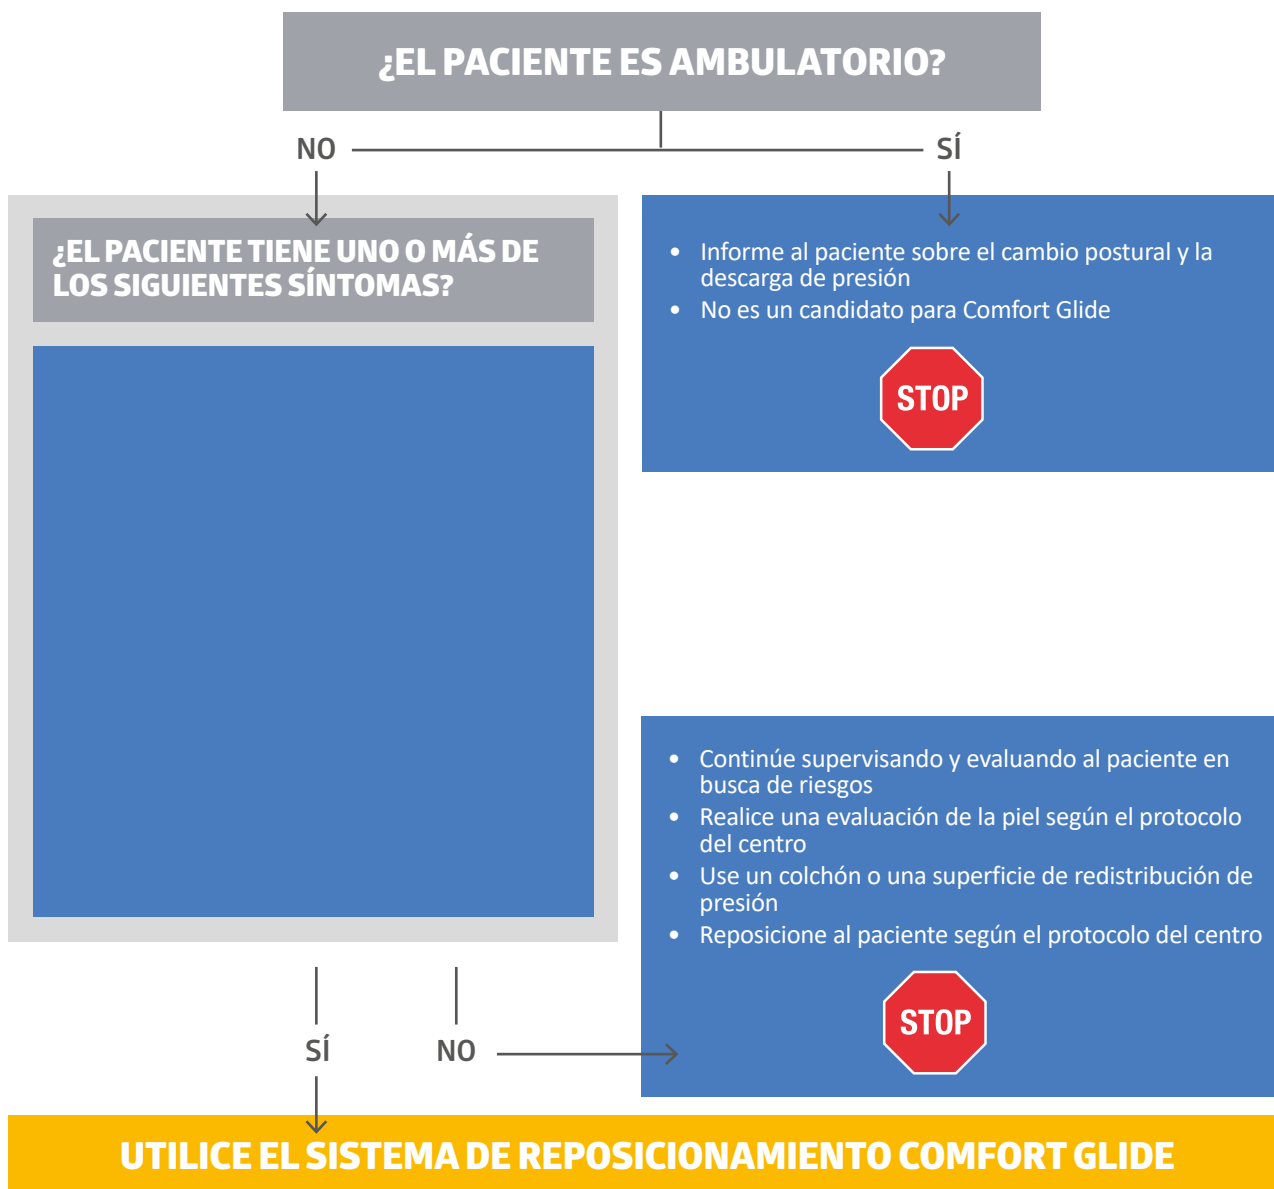 ¿EL PACIENTE ES AMBULATORIO?
NO
SÍ
¿EL PACIENTE TIENE UNO O MÁS DE
LOS SIGUIENTES SÍNTOMAS?
• Informe al paciente sobre el cambio postural y la
descarga de presión
• No es un candidato para Comfort Glide
STOP
• Continúe supervisando y evaluando al paciente en
busca de riesgos
• Realice una evaluación de la piel según el protocolo
del centro
• Use un colchón o una superficie de redistribución de
presión
• Reposicione al paciente según el protocolo del centro
STOP
SÍ
NO
UTILICE EL SISTEMA DE REPOSICIONAMIENTO COMFORT GLIDE